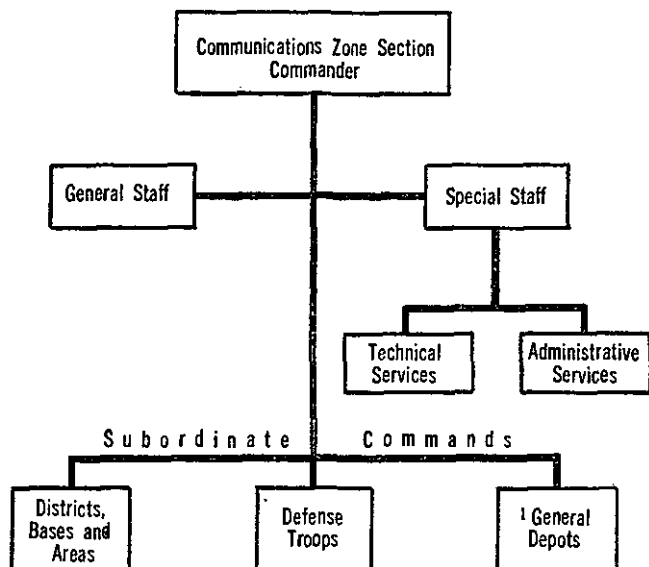 Communications Zone Section
Commander
General Staff
Special Staff
Technical
Services
Administrative
Services
Subordinate Commands
Districts,
Bases and
Areas
Defense
Troops
1 General
Depots